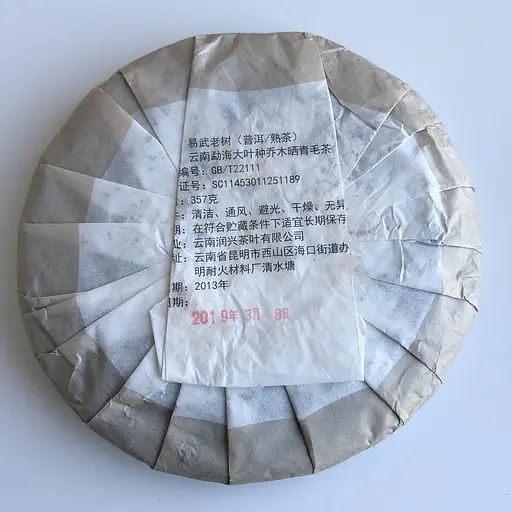 易武老树（普洱/熟茶）
云南勐海大叶种乔木晒青毛茶
编号: GB/T22111
证号: SC11453011251189
: 357克
: 清洁、通风、避光、干燥、无异
: 在符合贮藏条件下适宜长期保存
业: 云南润兴茶叶有限公司
址: 云南省昆明市西山区海口街道办
明耐火材料厂清水塘
期: 2013年
期:
2019年 3月 8日